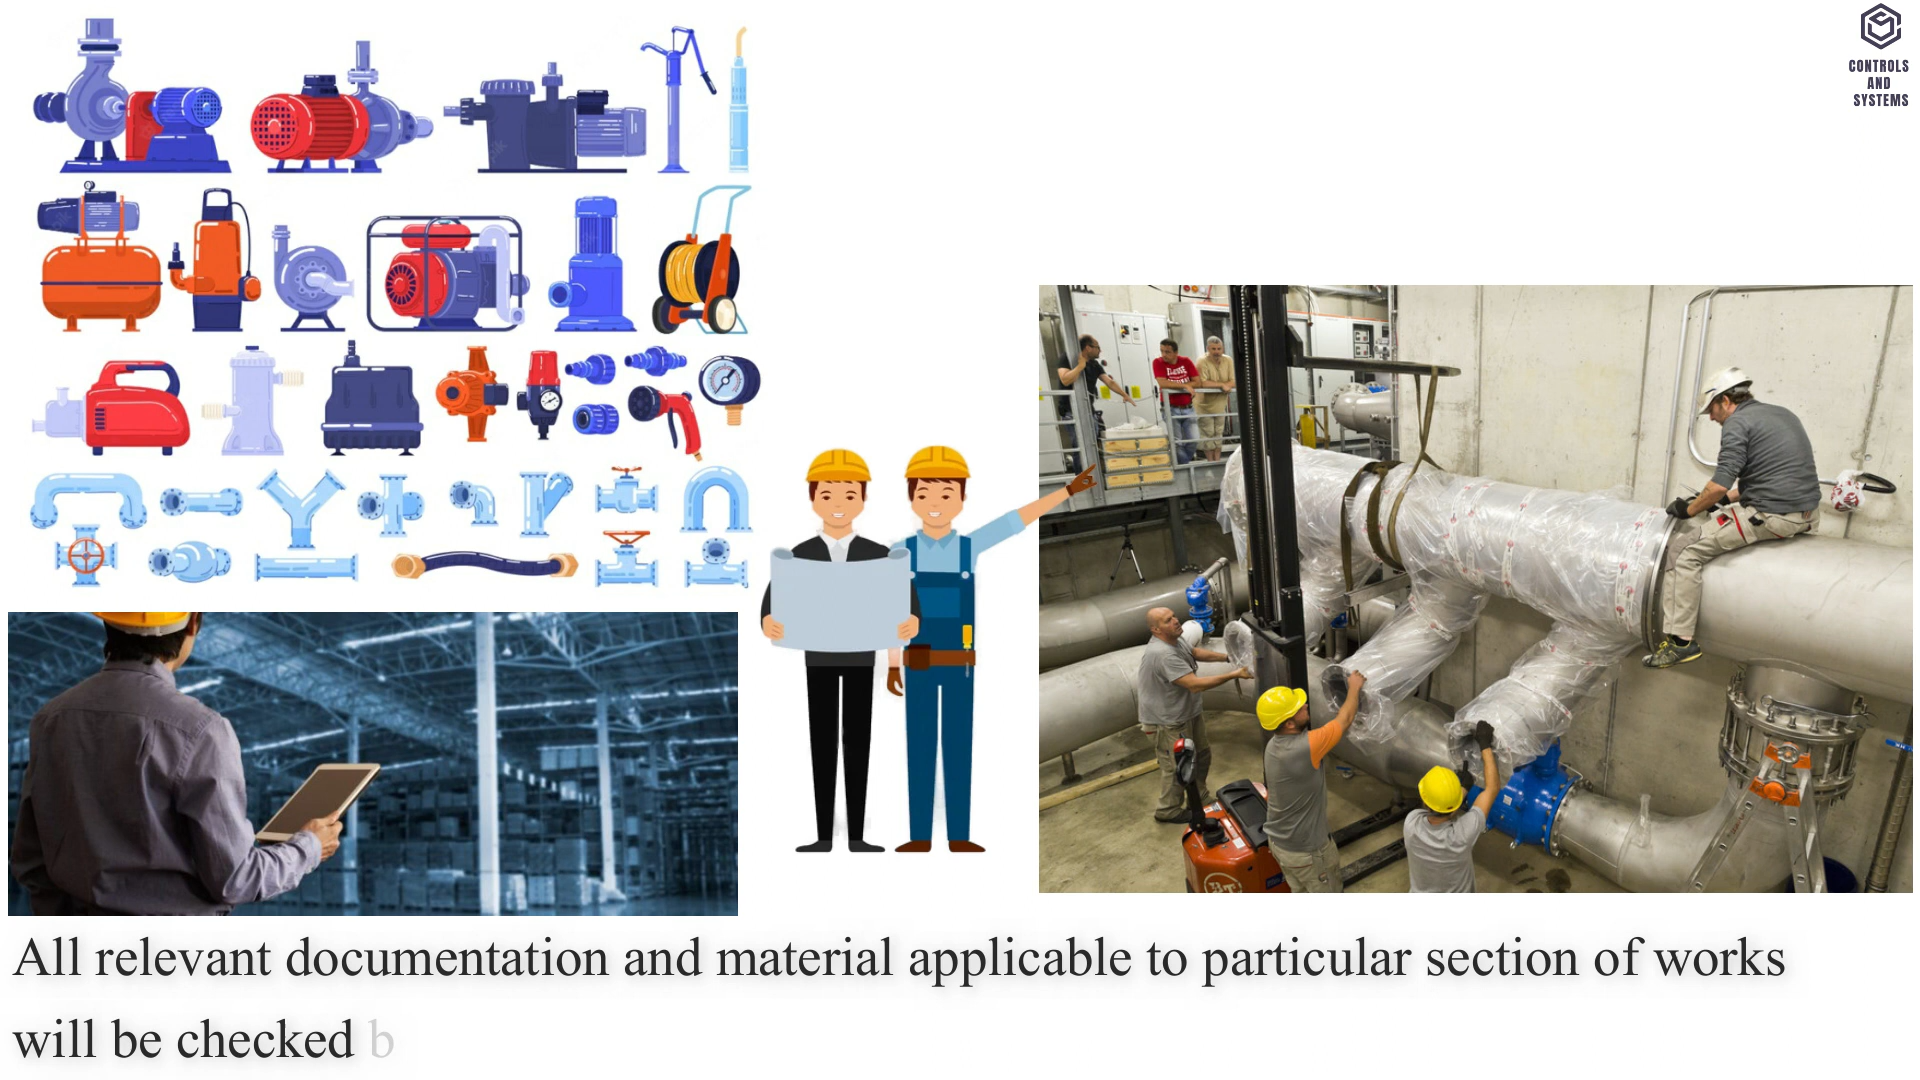 CONTROLS
AND
SYSTEMS
All relevant documentation and material applicable to particular section of works
will be checked b